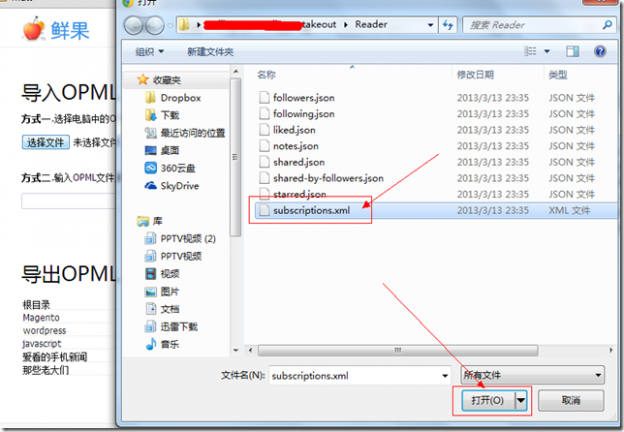 打开
鲜果
takeout ▸ Reader
搜索 Reader
组织
新建文件夹
导入OPML
方式一.选择电脑中的O
选择文件 未选择文件
方式二.输入OPML文件
导出OPML
根目录
Magento
wordpress
javascript
爱看的手机新闻
那些老大们
收藏夹
Dropbox
下载
最近访问的位置
桌面
360云盘
SkyDrive
库
PPTV视频 (2)
PPTV视频
视频
图片
文档
迅雷下载
音乐
名称 修改日期 类型
followers.json 2013/3/13 23:35 JSON 文件
following.json 2013/3/13 23:35 JSON 文件
liked.json 2013/3/13 23:35 JSON 文件
notes.json 2013/3/13 23:35 JSON 文件
shared.json 2013/3/13 23:35 JSON 文件
shared-by-followers.json 2013/3/13 23:35 JSON 文件
starred.json 2013/3/13 23:35 JSON 文件
subscriptions.xml 2013/3/13 23:35 XML 文件
文件名(N): subscriptions.xml 所有文件
打开(O) 取消